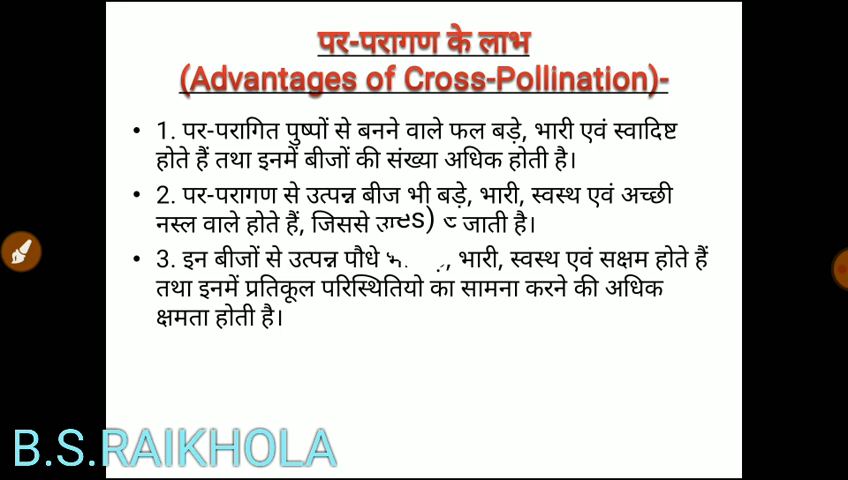 पर-परागण के लाभ
(Advantages of Cross-Pollination)-
• 1. पर-परागित पुष्पों से बनने वाले फल बड़े, भारी एवं स्वादिष्ट
होते हैं तथा इनमें बीजों की संख्या अधिक होती है।
• 2. पर-परागण से उत्पन्न बीज भी बड़े, भारी, स्वस्थ एवं अच्छी
नस्ल वाले होते हैं, जिससे जाती है।
• 3. इन बीजों से उत्पन्न पौधे भारी, स्वस्थ एवं सक्षम होते हैं
तथा इनमें प्रतिकूल परिस्थितियो का सामना करने की अधिक
क्षमता होती है।
B.S.RAIKHOLA